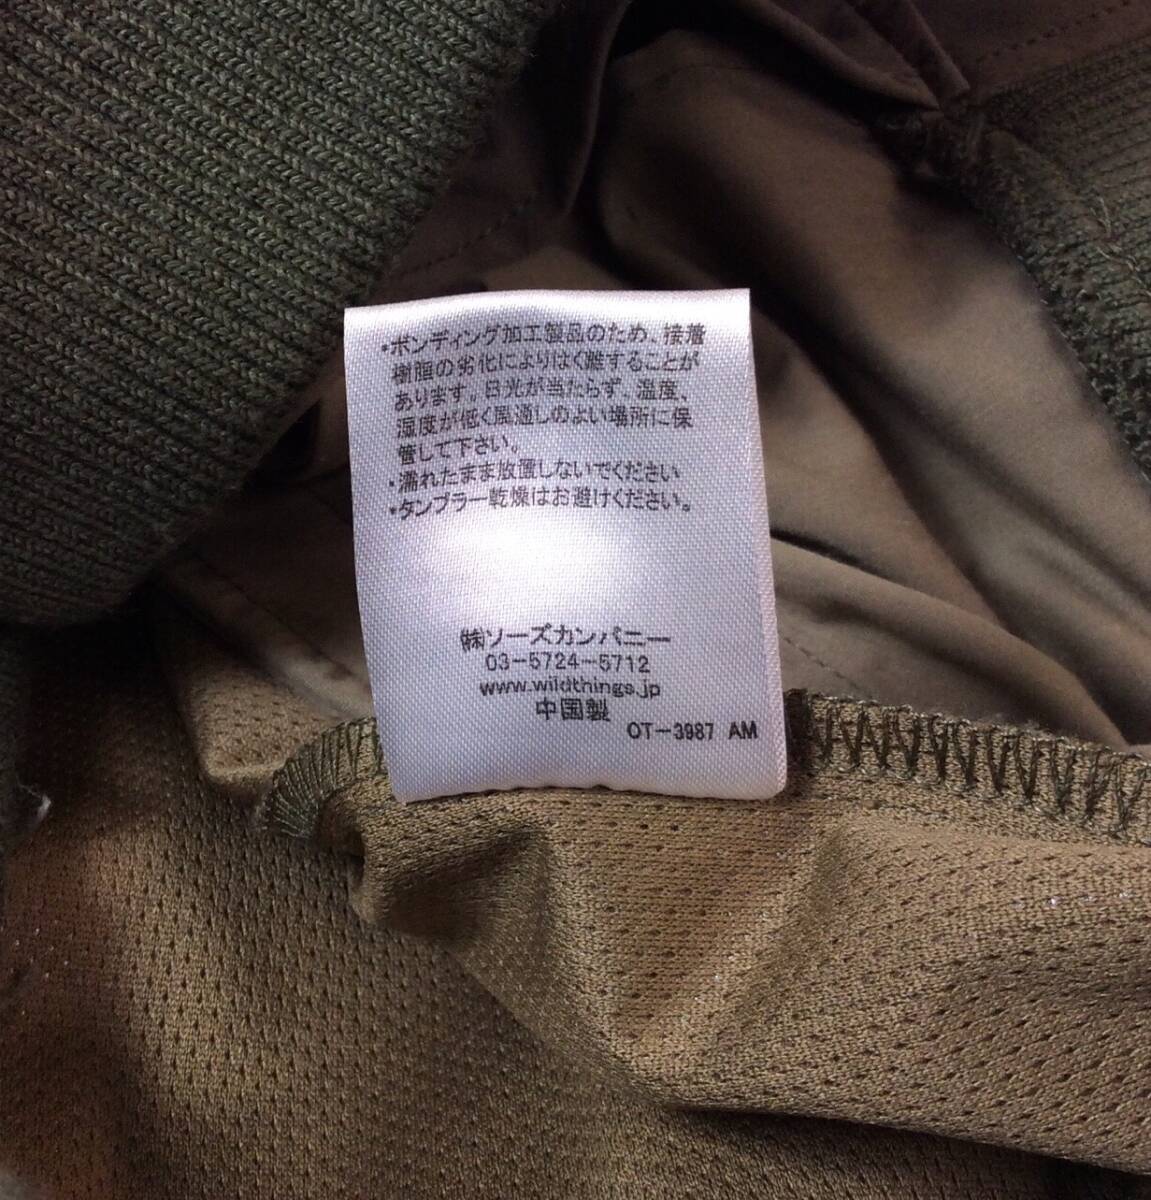 ・ボンディング加工製品のため、接着
樹脂の劣化によりはく離することが
あります。日光が当たらず、温度、
湿度が低く風通しのよい場所に保
管して下さい。
・濡れたまま放置しないでください
・タンブラー乾燥はお避けください。
㈱ソーズカンパニー
03-5724-5712
www.wildthings.jp
中国製
OT-3987 AM